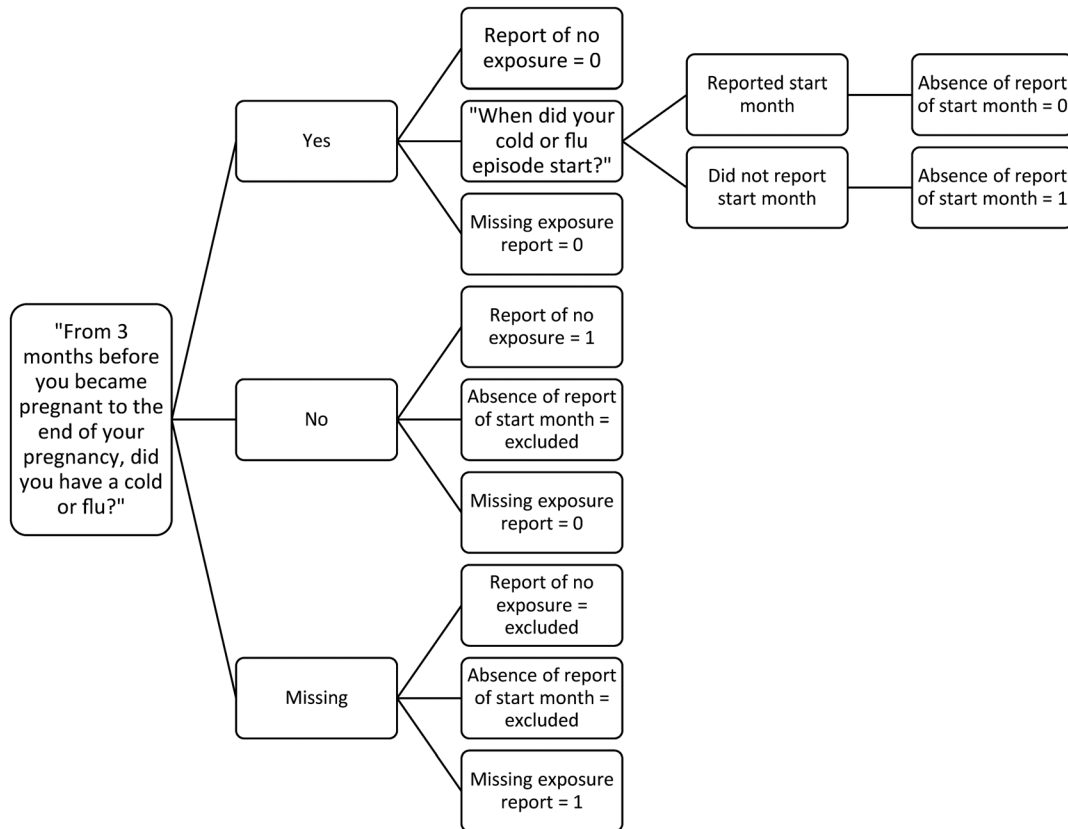 "From 3
months before
you became
pregnant to the
end of your
pregnancy, did
you have a cold
or flu?"
Yes
Report of no
exposure = 0
"When did your
cold or flu
episode start?"
Reported start
month
Absence of report
of start month = 0
Did not report
start month
Absence of report
of start month = 1
Missing exposure
report = 0
No
Report of no
exposure = 1
Absence of report
of start month =
excluded
Missing exposure
report = 0
Missing
Report of no
exposure =
excluded
Absence of report
of start month =
excluded
Missing exposure
report = 1